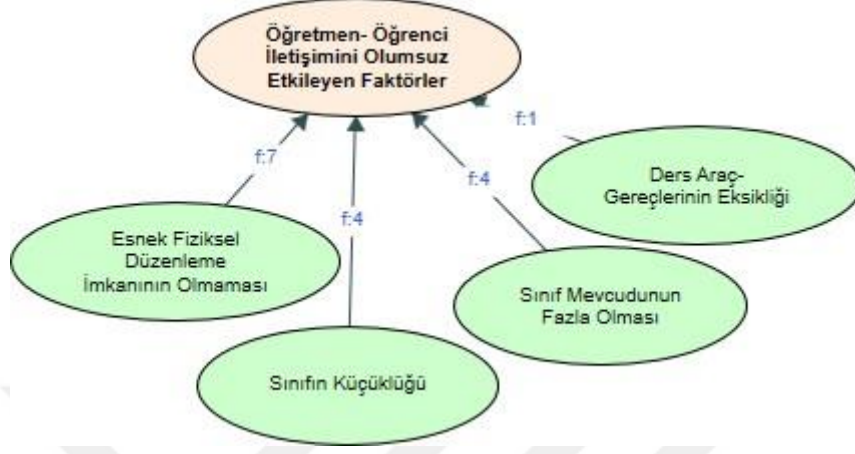 Öğretmen- Öğrenci
İletişimini Olumsuz
Etkileyen Faktörler
f:1
f:7
f:4
f:4
Ders Araç-
Gereçlerinin Eksikliği
Esnek Fiziksel
Düzenleme
İmkanının Olmaması
Sınıf Mevcudunun
Fazla Olması
Sınıfın Küçüklüğü